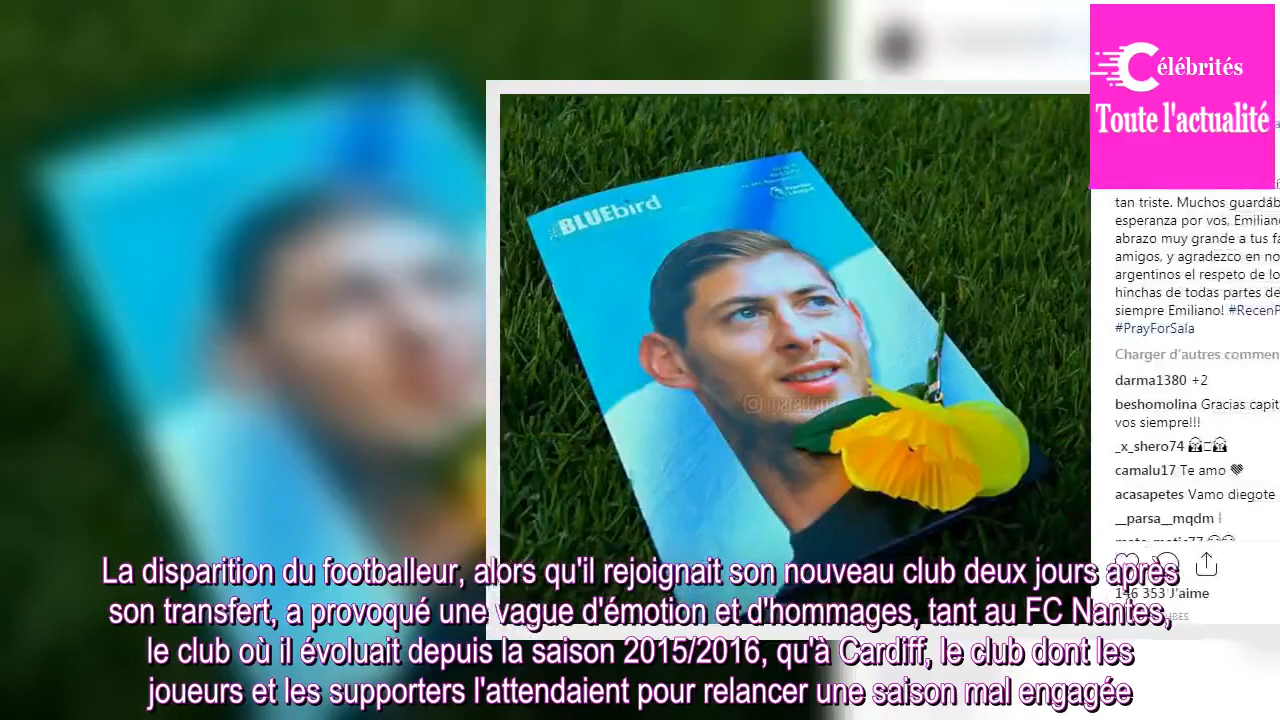 Célébrités
Toute l'actualité
THE BLUEbird
Premier
League
maradona
tan triste. Muchos guardáb
esperanza por vos, Emiliano
abrazo muy grande a tus fa
amigos, y agradezco en no
argentinos el respeto de lo
hinchas de todas partes de
siempre Emiliano! #RecenP
#PrayForSala
Charger d'autres commen
darma1380 +2
beshomolina Gracias capit
vos siempre!!!
_x_shero74
camalu17 Te amo
acasapetes Vamo diegote
__parsa__mqdm
146 353 J'aime
La disparition du footballeur, alors qu'il rejoignait son nouveau club deux jours après
son transfert, a provoqué une vague d'émotion et d'hommages, tant au FC Nantes,
le club où il évoluait depuis la saison 2015/2016, qu'à Cardiff, le club dont les
joueurs et les supporters l'attendaient pour relancer une saison mal engagée